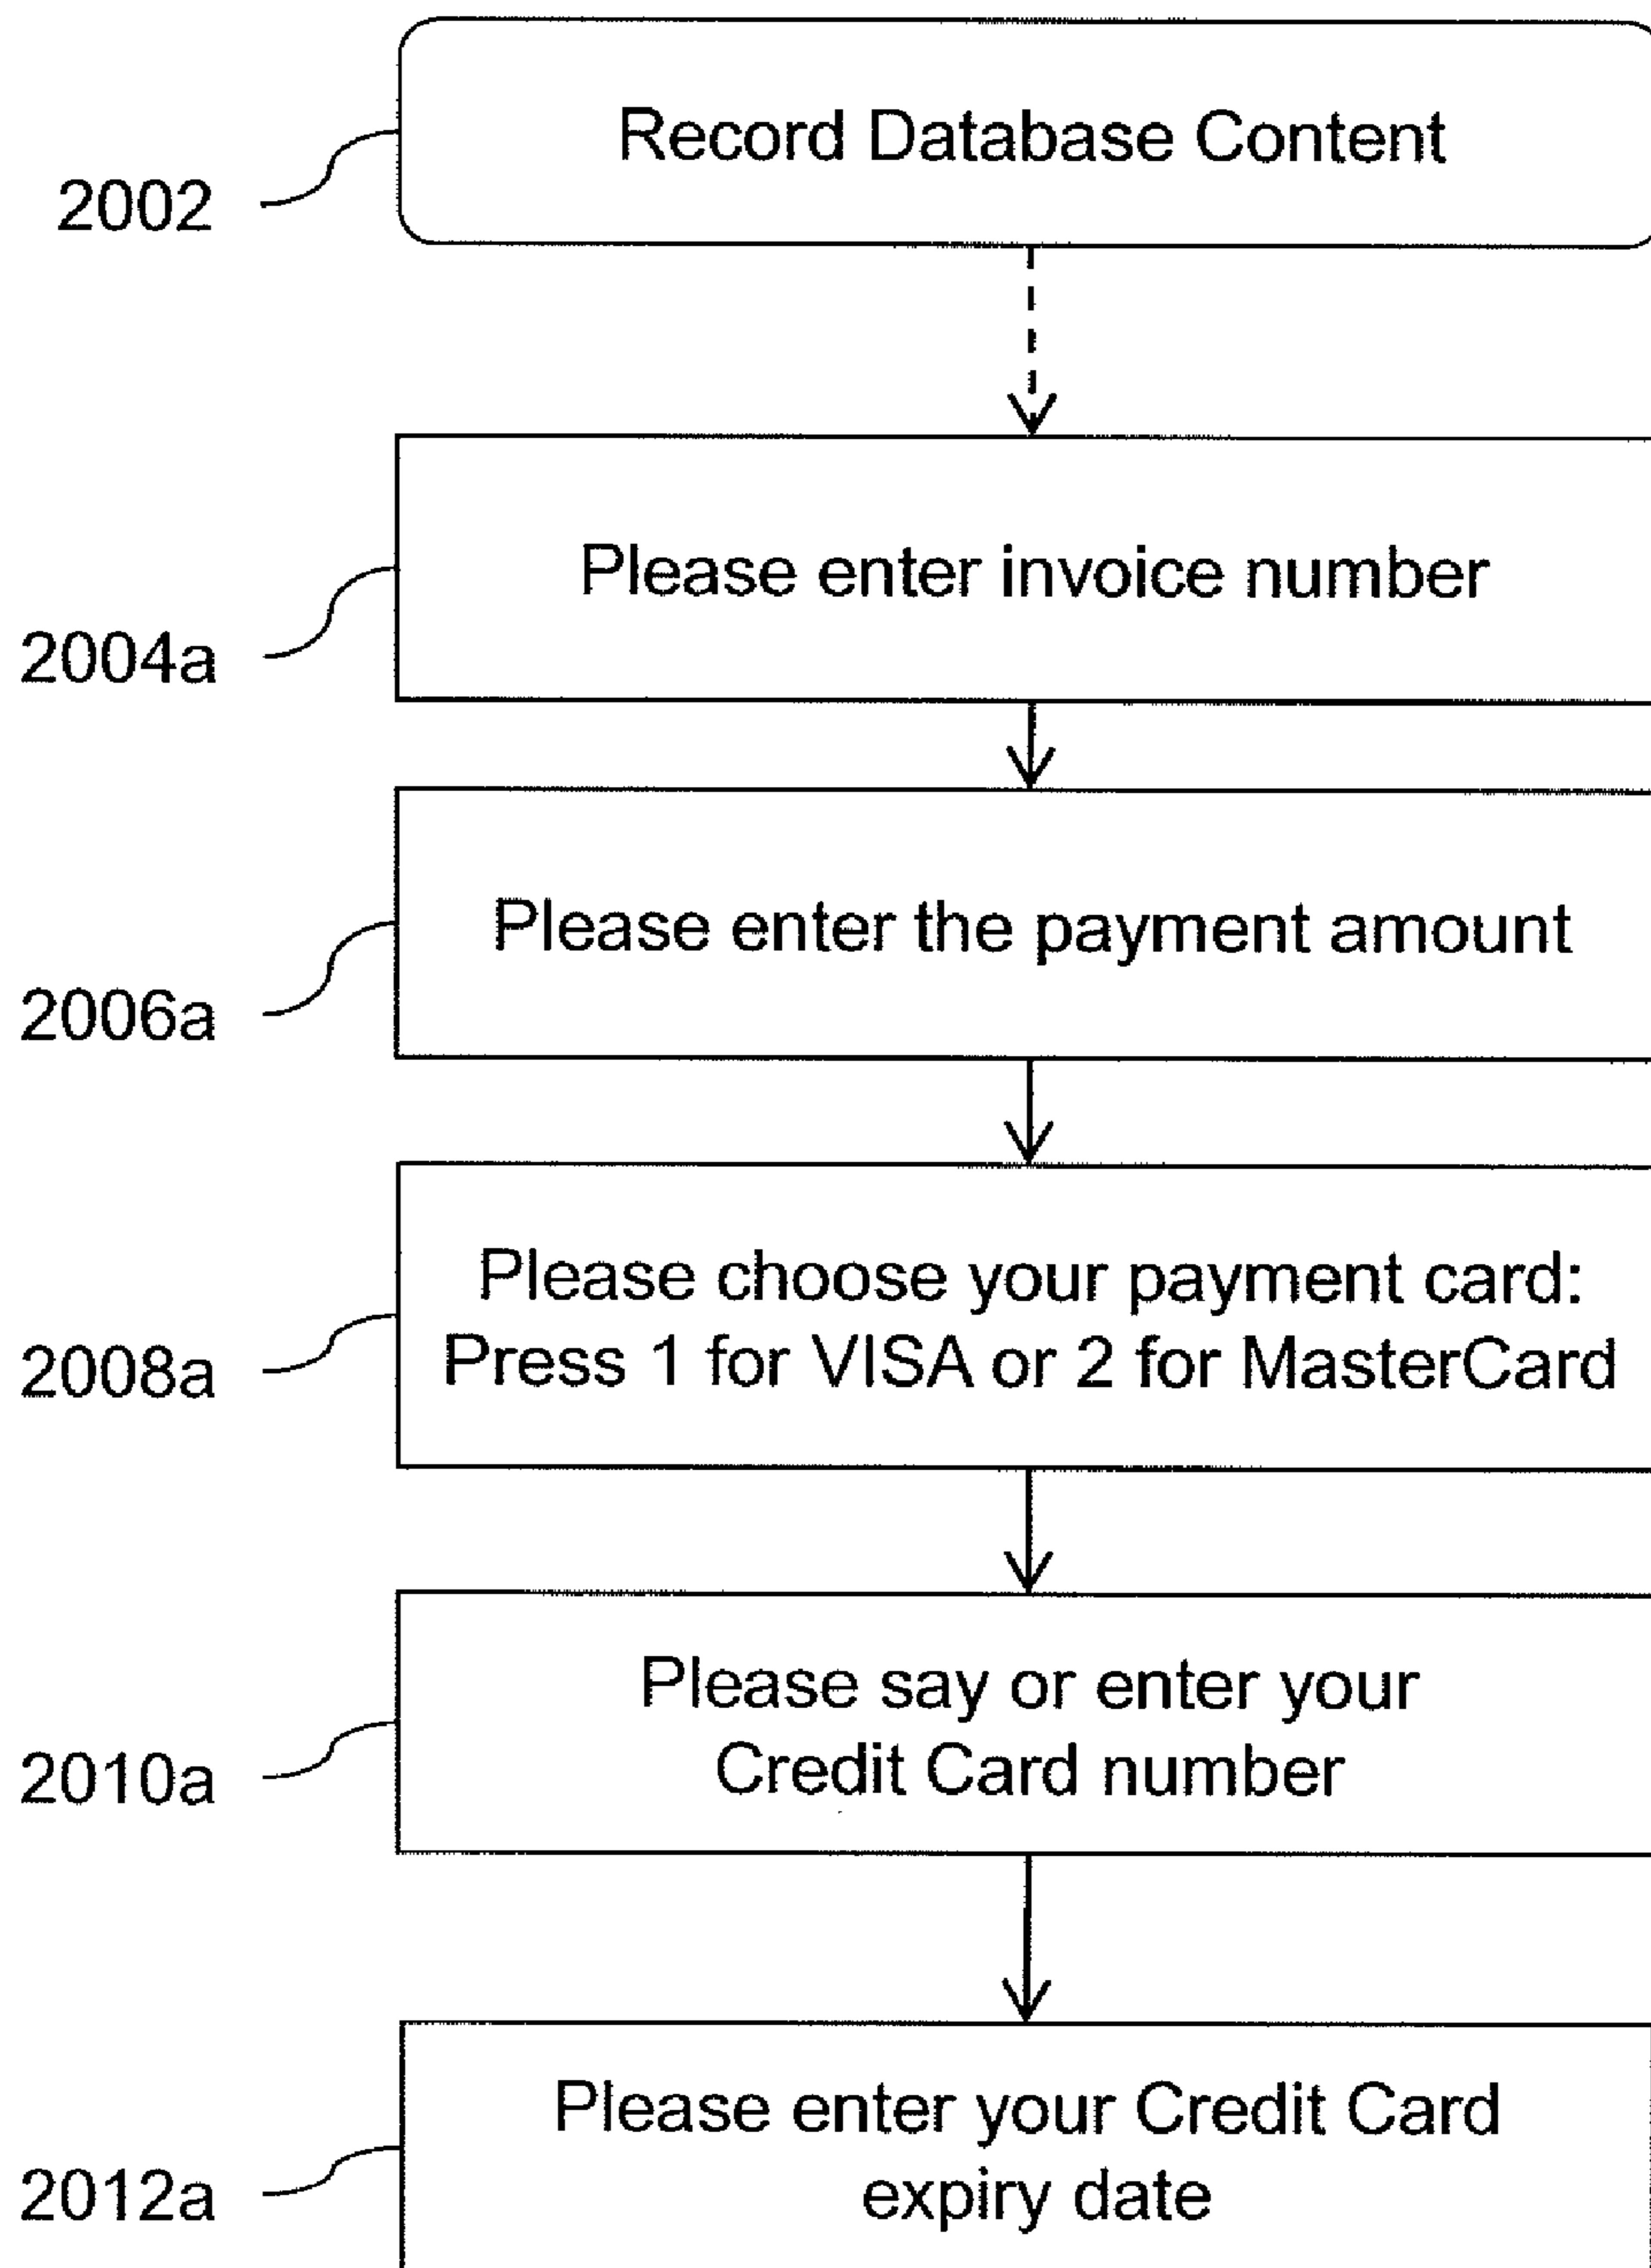 Record Database Content
2002
Please enter invoice number
2004a
Please enter the payment amount
2006a
Please choose your payment card:
Press 1 for VISA or 2 for MasterCard
2008a
Please say or enter your
Credit Card number
2010a
Please enter your Credit Card
expiry date
2012a